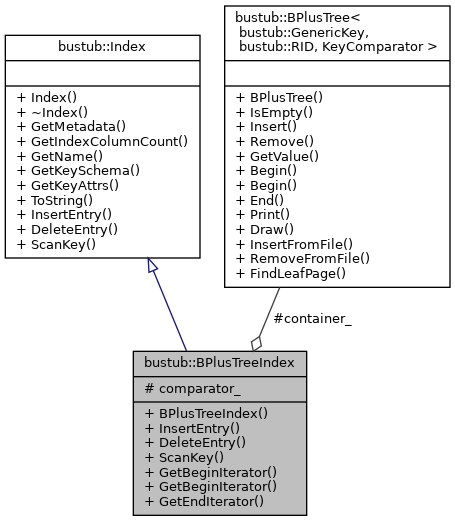 bustub::Index
+ Index()
+ ~Index()
+ GetMetadata()
+ GetIndexColumnCount()
+ GetName()
+ GetKeySchema()
+ GetKeyAttrs()
+ ToString()
+ InsertEntry()
+ DeleteEntry()
+ ScanKey()
bustub::BPlusTree<
bustub::GenericKey,
bustub::RID, KeyComparator >
+ BPlusTree()
+ IsEmpty()
+ Insert()
+ Remove()
+ GetValue()
+ Begin()
+ Begin()
+ End()
+ Print()
+ Draw()
+ InsertFromFile()
+ RemoveFromFile()
+ FindLeafPage()
#container_
bustub::BPlusTreeIndex
# comparator_
+ BPlusTreeIndex()
+ InsertEntry()
+ DeleteEntry()
+ ScanKey()
+ GetBeginIterator()
+ GetBeginIterator()
+ GetEndIterator()